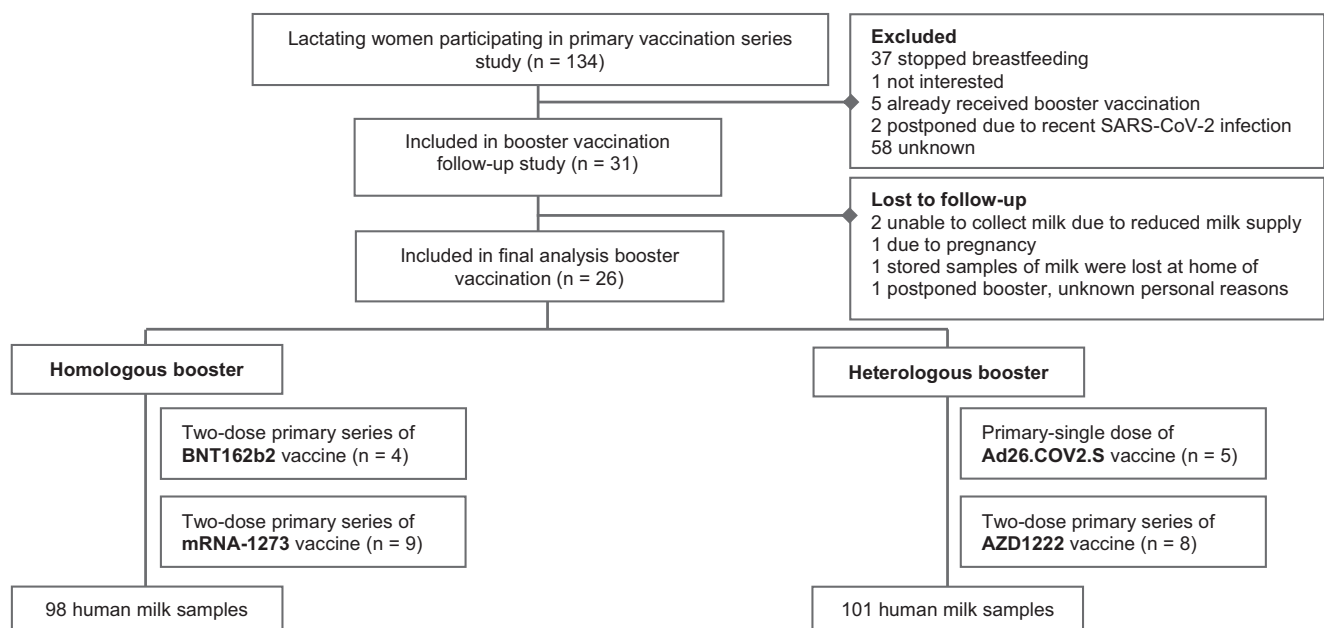 Lactating women participating in primary vaccination series
study (n = 134)
Excluded
37 stopped breastfeeding
1 not interested
5 already received booster vaccination
2 postponed due to recent SARS-CoV-2 infection
58 unknown
Included in booster vaccination
follow-up study (n = 31)
Lost to follow-up
2 unable to collect milk due to reduced milk supply
1 due to pregnancy
1 stored samples of milk were lost at home of
1 postponed booster, unknown personal reasons
Included in final analysis booster
vaccination (n = 26)
Homologous booster
Two-dose primary series of
BNT162b2 vaccine (n = 4)
Two-dose primary series of
mRNA-1273 vaccine (n = 9)
98 human milk samples
Heterologous booster
Primary-single dose of
Ad26.COV2.S vaccine (n = 5)
Two-dose primary series of
AZD1222 vaccine (n = 8)
101 human milk samples